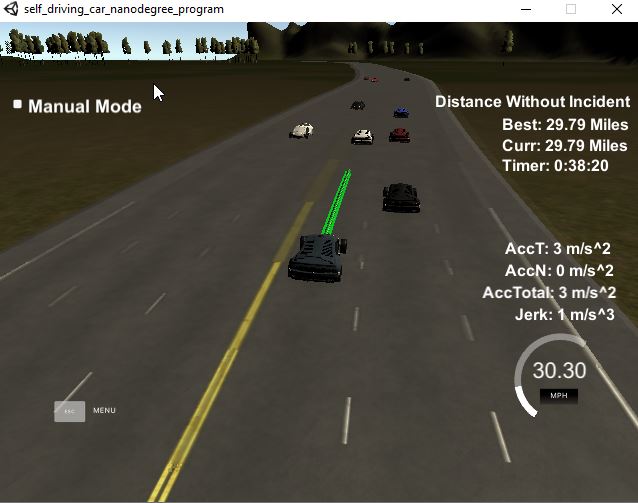 self_driving_car_nanodegree_program
Manual Mode
Distance Without Incident
Best: 29.79 Miles
Curr: 29.79 Miles
Timer: 0:38:20
AccT: 3 m/s^2
AccN: 0 m/s^2
AccTotal: 3 m/s^2
Jerk: 1 m/s^3
30.30
MPH
ESC MENU